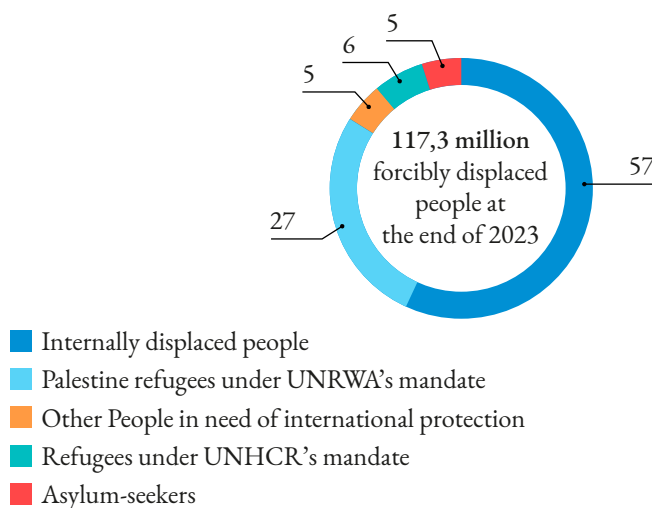 5
6
5
117,3 million
forcibly displaced
people at
the end of 2023
57
27
Internally displaced people
Palestine refugees under UNRWA’s mandate
Other People in need of international protection
Refugees under UNHCR’s mandate
Asylum-seekers